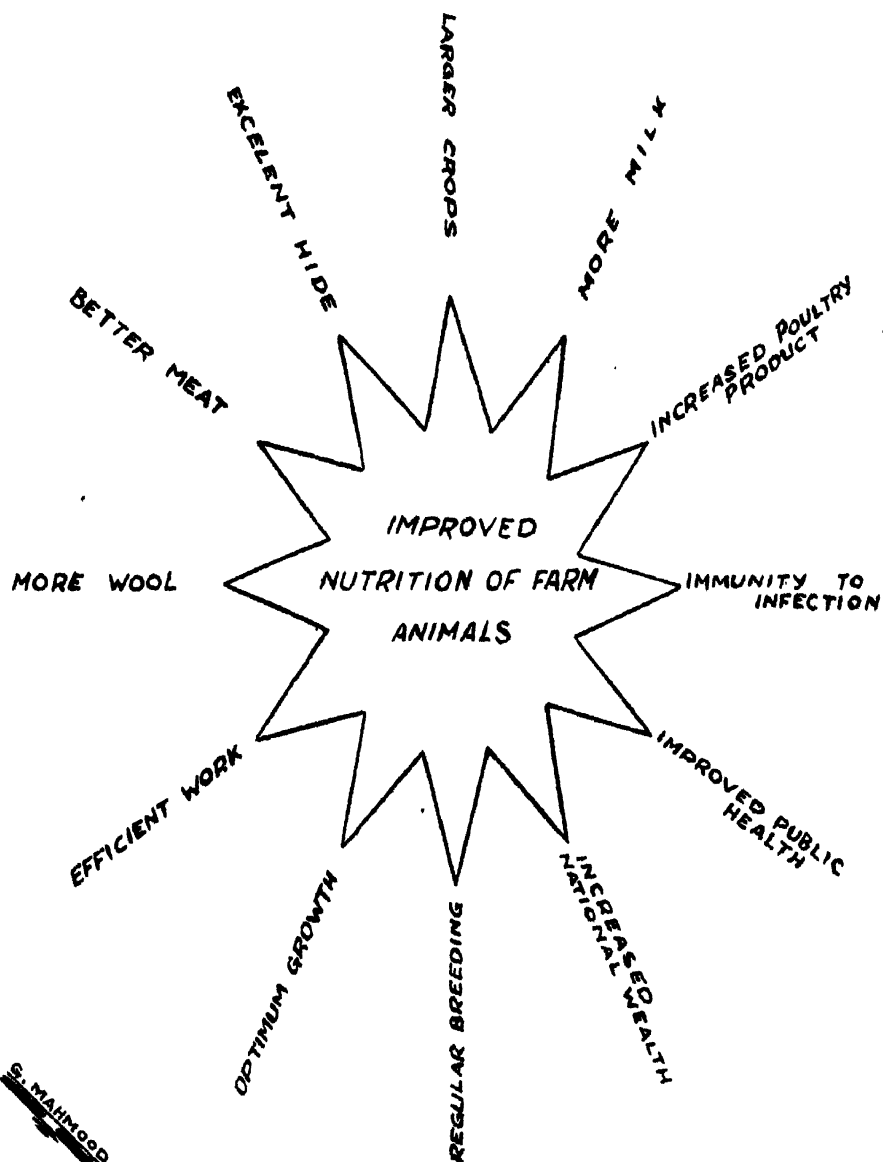 LARGER CROPS
MORE MILK
INCREASED POULTRY
PRODUCT
IMMUNITY TO
INFECTION
IMPROVED PUBLIC
HEALTH
INCREASED
NATIONAL WEALTH
REGULAR BREEDING
OPTIMUM GROWTH
EFFICIENT WORK
MORE WOOL
BETTER MEAT
EXCELENT HIDE
IMPROVED
NUTRITION OF FARM
ANIMALS
G. MAHMOOD